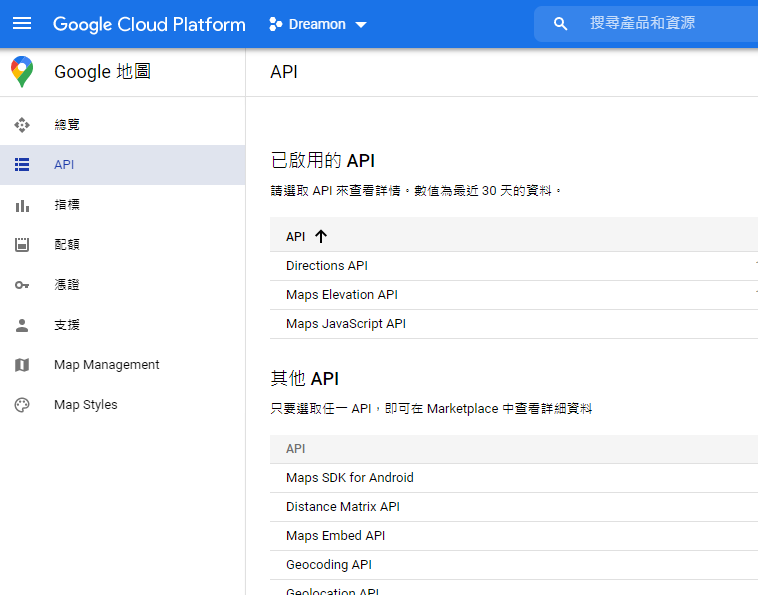 Google Cloud Platform
Dreamon
搜尋產品和資源
Google 地圖
API
總覽
API
指標
配額
憑證
支援
Map Management
Map Styles
已啟用的 API
請選取 API 來查看詳情。數值為最近 30 天的資料。
API
Directions API
Maps Elevation API
Maps JavaScript API
其他 API
只要選取任一 API，即可在 Marketplace 中查看詳細資料
API
Maps SDK for Android
Distance Matrix API
Maps Embed API
Geocoding API
Geolocation API